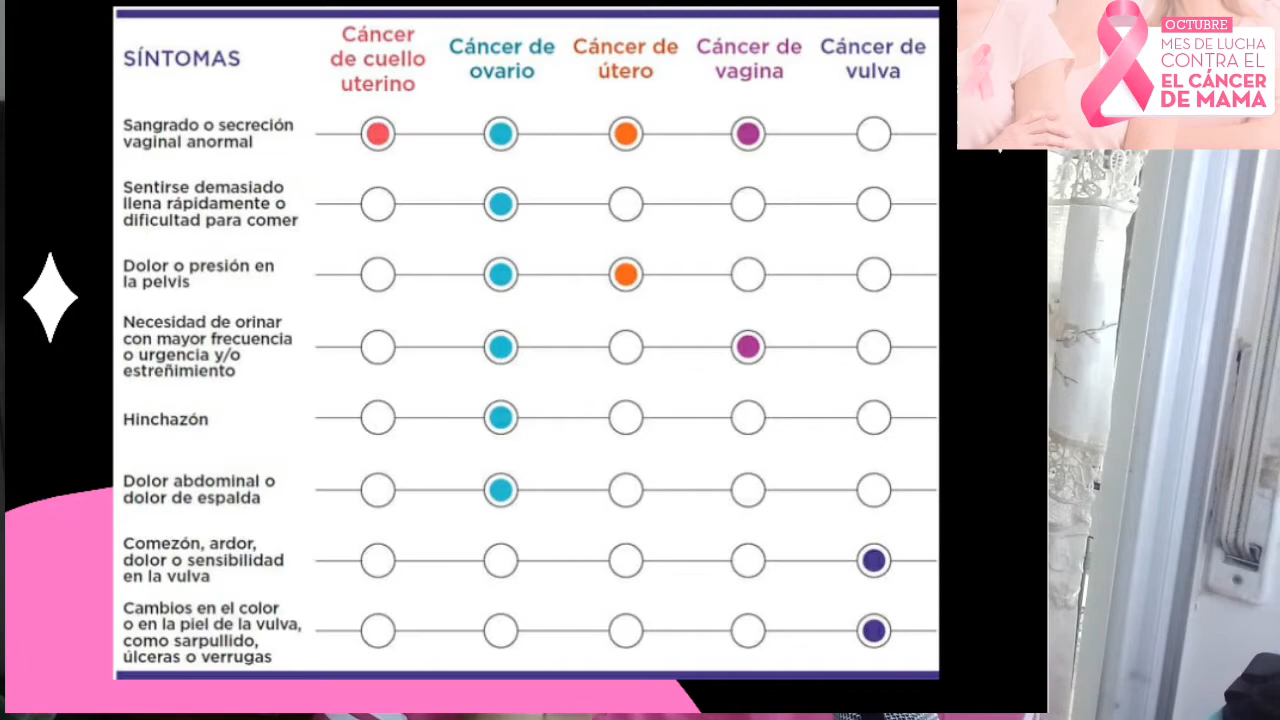 SÍNTOMAS
Cáncer
de cuello
uterino
Cáncer de
ovario
Cáncer de
útero
Cáncer de
vagina
Cáncer de
vulva
Sangrado o secreción
vaginal anormal
Sentirse demasiado
llena rápidamente o
dificultad para comer
Dolor o presión en
la pelvis
Necesidad de orinar
con mayor frecuencia
o urgencia y/o
estreñimiento
Hinchazón
Dolor abdominal o
dolor de espalda
Comezón, ardor,
dolor o sensibilidad
en la vulva
Cambios en el color
o en la piel de la vulva,
como sarpullido,
úlceras o verrugas
OCTUBRE
MES DE LUCHA
CONTRA EL
EL CÁNCER
DE MAMA